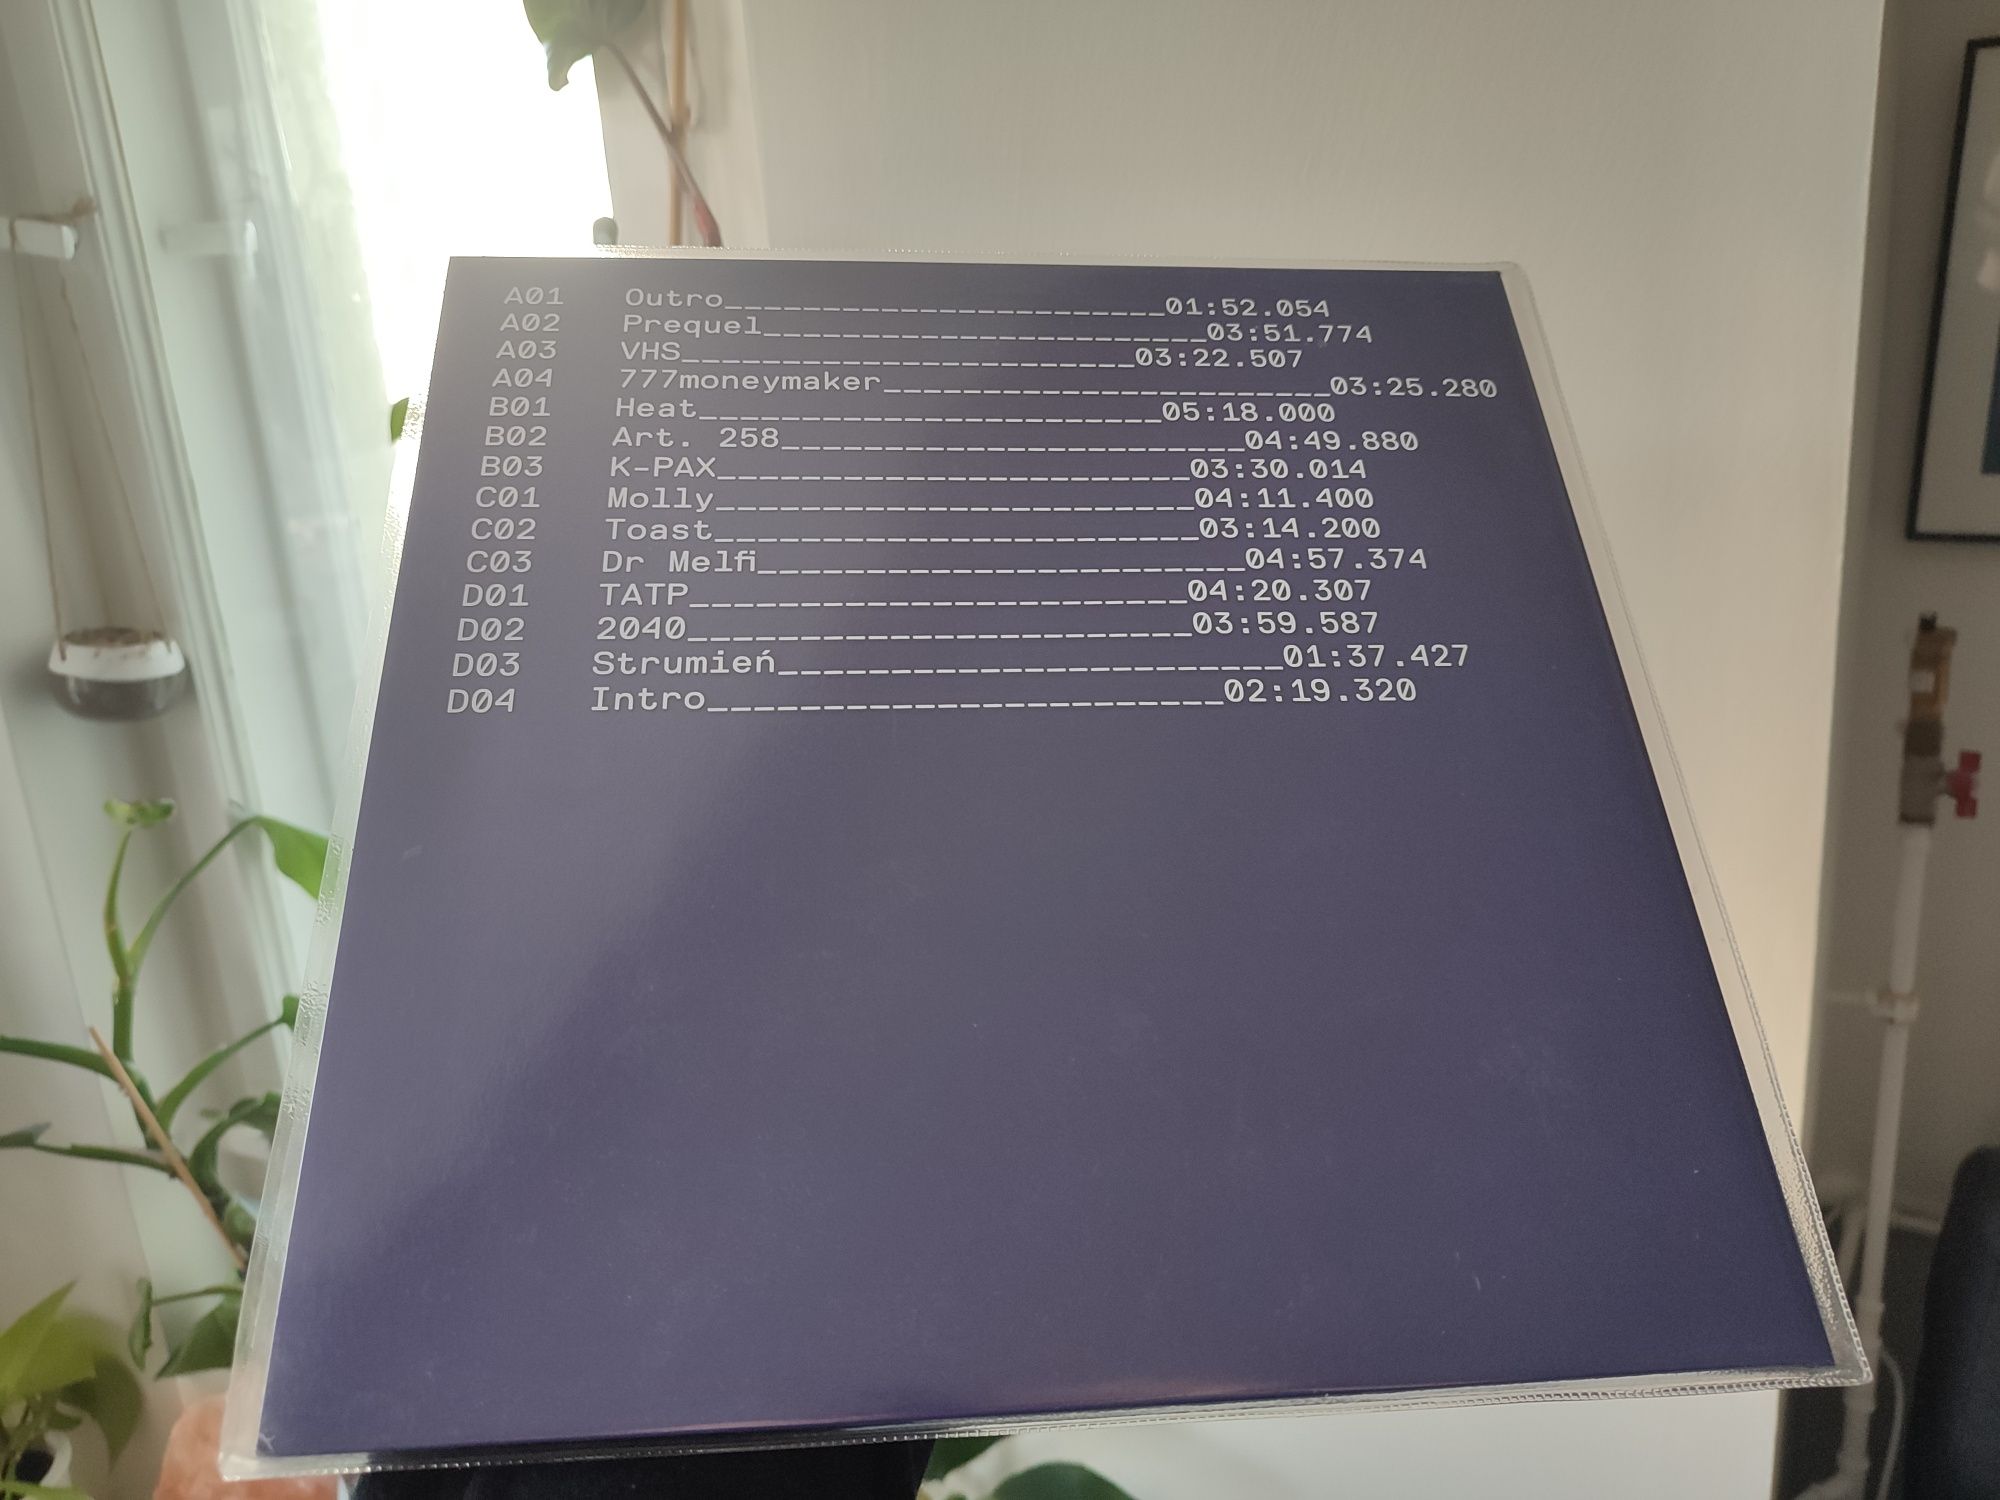 A01 Outro________________________01:52.054
A02 Prequel________________________03:51.774
A03 VHS________________________03:22.507
A04 777moneymaker________________________03:25.280
B01 Heat________________________05:18.000
B02 Art. 258________________________04:49.880
B03 K-PAX________________________03:30.014
C01 Molly________________________04:11.400
C02 Toast________________________03:14.200
C03 Dr Melfi________________________04:57.374
D01 TATP________________________04:20.307
D02 2040________________________03:59.587
D03 Strumień________________________01:37.427
D04 Intro________________________02:19.320